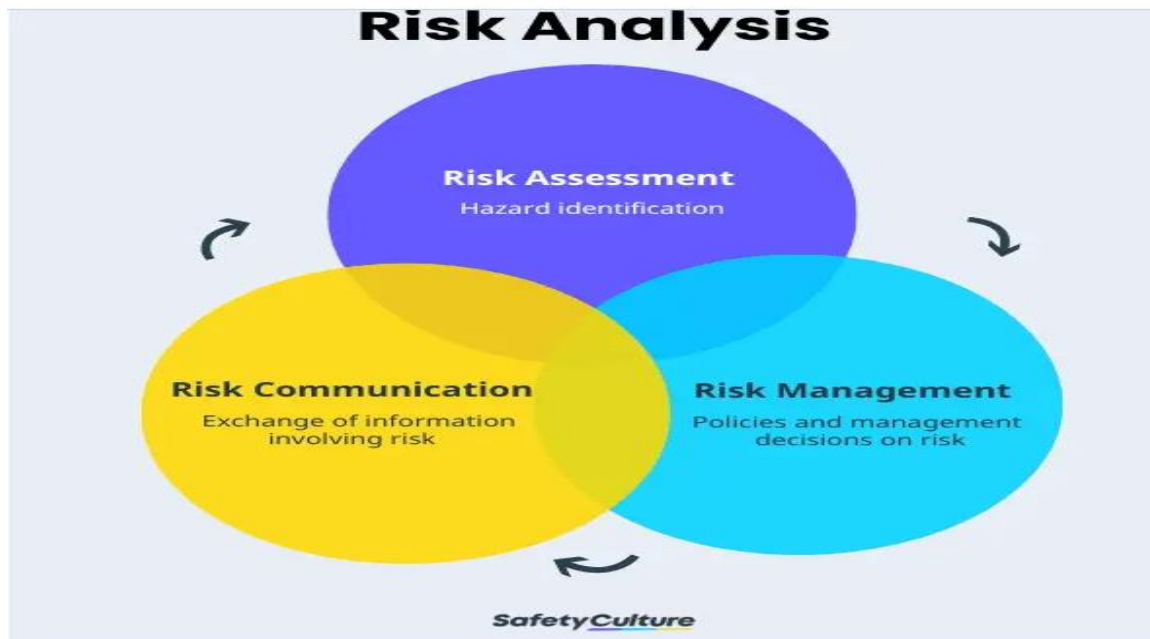 Risk Analysis
Risk Assessment
Hazard identification
Risk Communication
Exchange of information
involving risk
Risk Management
Policies and management
decisions on risk
SafetyCulture